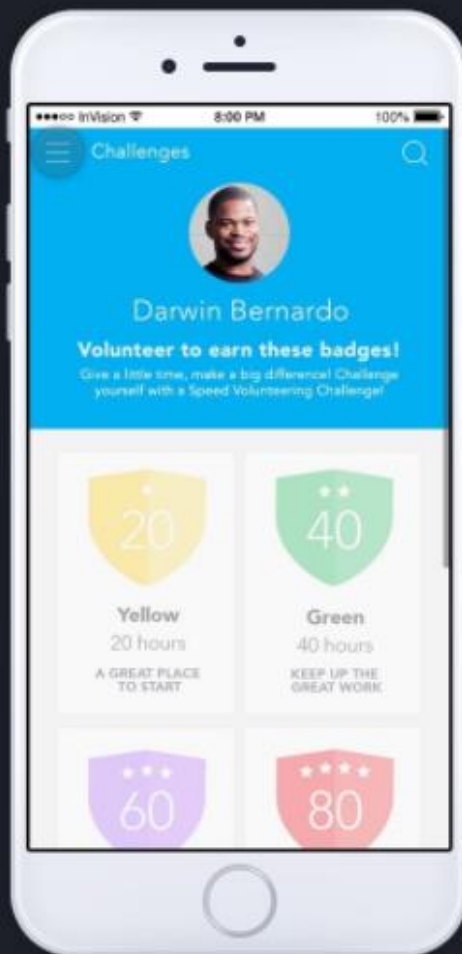 InVision 8:00 PM 100%
Challenges
Darwin Bernardo
Volunteer to earn these badges!
Give a little time, make a big difference! Challenge
yourself with a Speed Volunteering Challenge!
20
Yellow
20 hours
A GREAT PLACE
TO START
40
Green
40 hours
KEEP UP THE
GREAT WORK
60
80